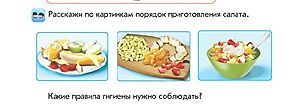 Расскажи по картинкам порядок приготовления салата.
Какие правила гигиены нужно соблюдать?